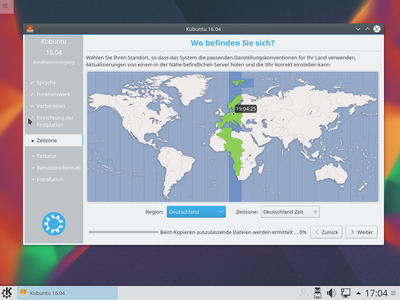 Kubuntu 16.04
Kubuntu
16.04
Installationsvorgang
Sprache
Funknetzwerk
Vorbereiten
Einrichtung der
Festplatte
Zeitzone
Tastatur
Benutzerinformati
Installation
Wo befinden Sie sich?
Wählen Sie Ihren Standort, so dass das System die passenden Darstellungskonventionen für Ihr Land verwenden,
Aktualisierungen von einem in der Nähe befindlichen Server holen und die Uhr korrekt einstellen kann.
19:04:25
Region: Deutschland Zeitzone: Deutschland Zeit
Beim Kopieren auszulassende Dateien werden ermittelt ... 0% Zurück Weiter
Kubuntu 16.04 17:04